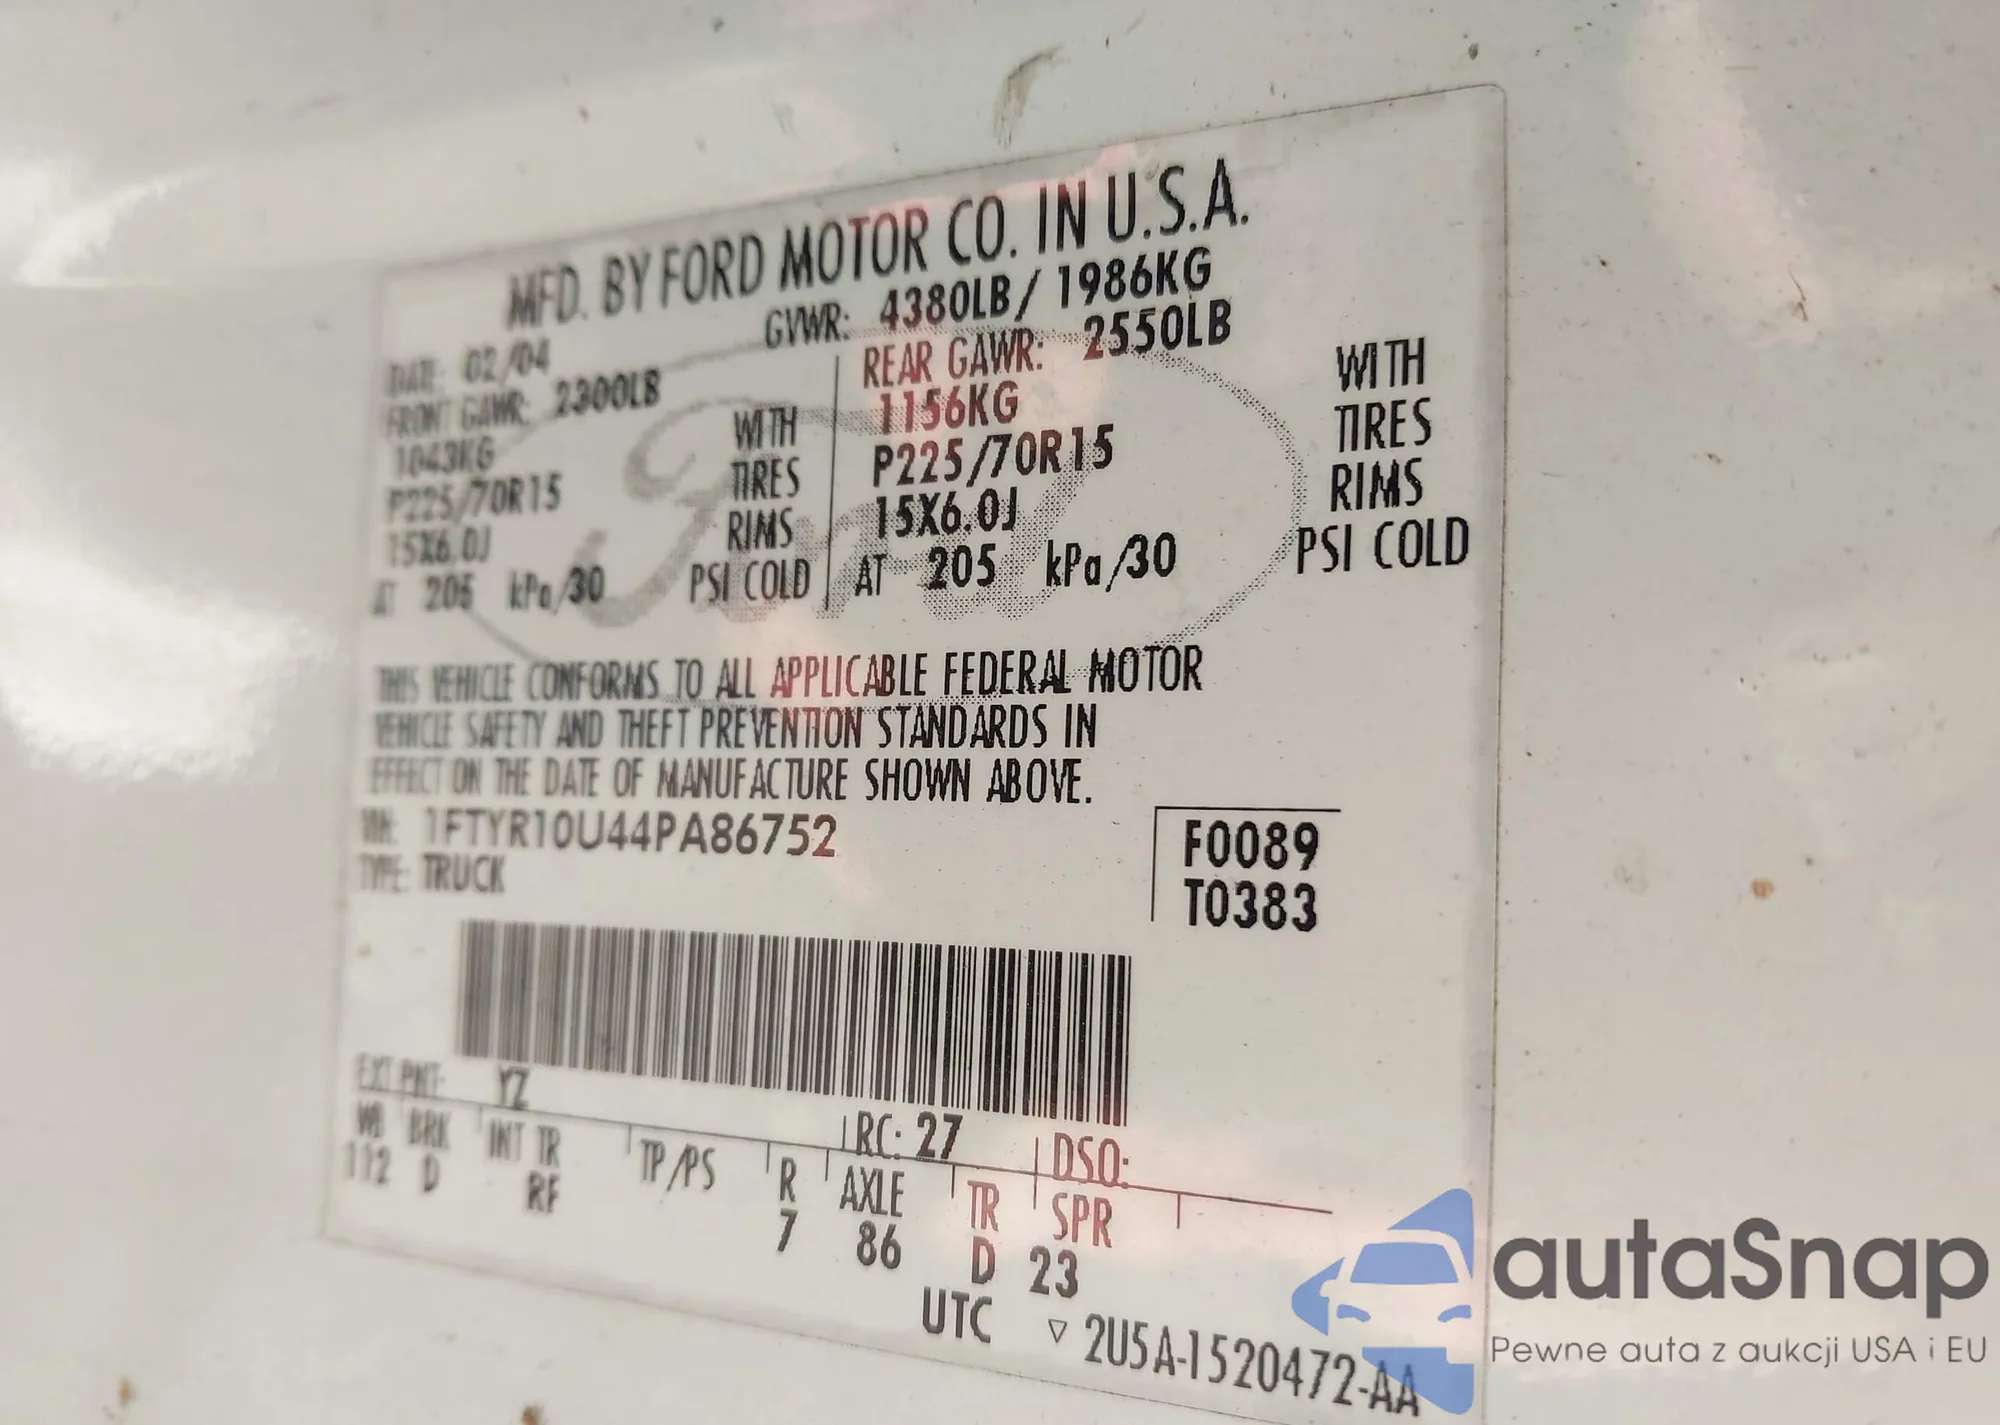 MFD. BY FORD MOTOR CO. IN U.S.A.
DATE: 02/04 GVWR: 4380LB/ 1986KG
FRONT GAWR: 2300LB REAR GAWR: 2550LB
1043KG WITH 1156KG WITH
P225/70R15 TIRES P225/70R15 TIRES
15X6.0J RIMS 15X6.0J RIMS
AT 205 kPa/30 PSI COLD AT 205 kPa/30 PSI COLD
THIS VEHICLE CONFORMS TO ALL APPLICABLE FEDERAL MOTOR
VEHICLE SAFETY AND THEFT PREVENTION STANDARDS IN
EFFECT ON THE DATE OF MANUFACTURE SHOWN ABOVE.
VIN: 1FTYR10U44PA86752 F0089
TYPE: TRUCK T0383
EXT PNT: YZ RC: 27 DSO:
WB BRK INT TR TP/PS R AXLE TR SPR
112 D RF 7 86 D 23
UTC ▽ 2U5A-1520472-AA
Ford
autaSnap
Pewne auta z aukcji USA i EU